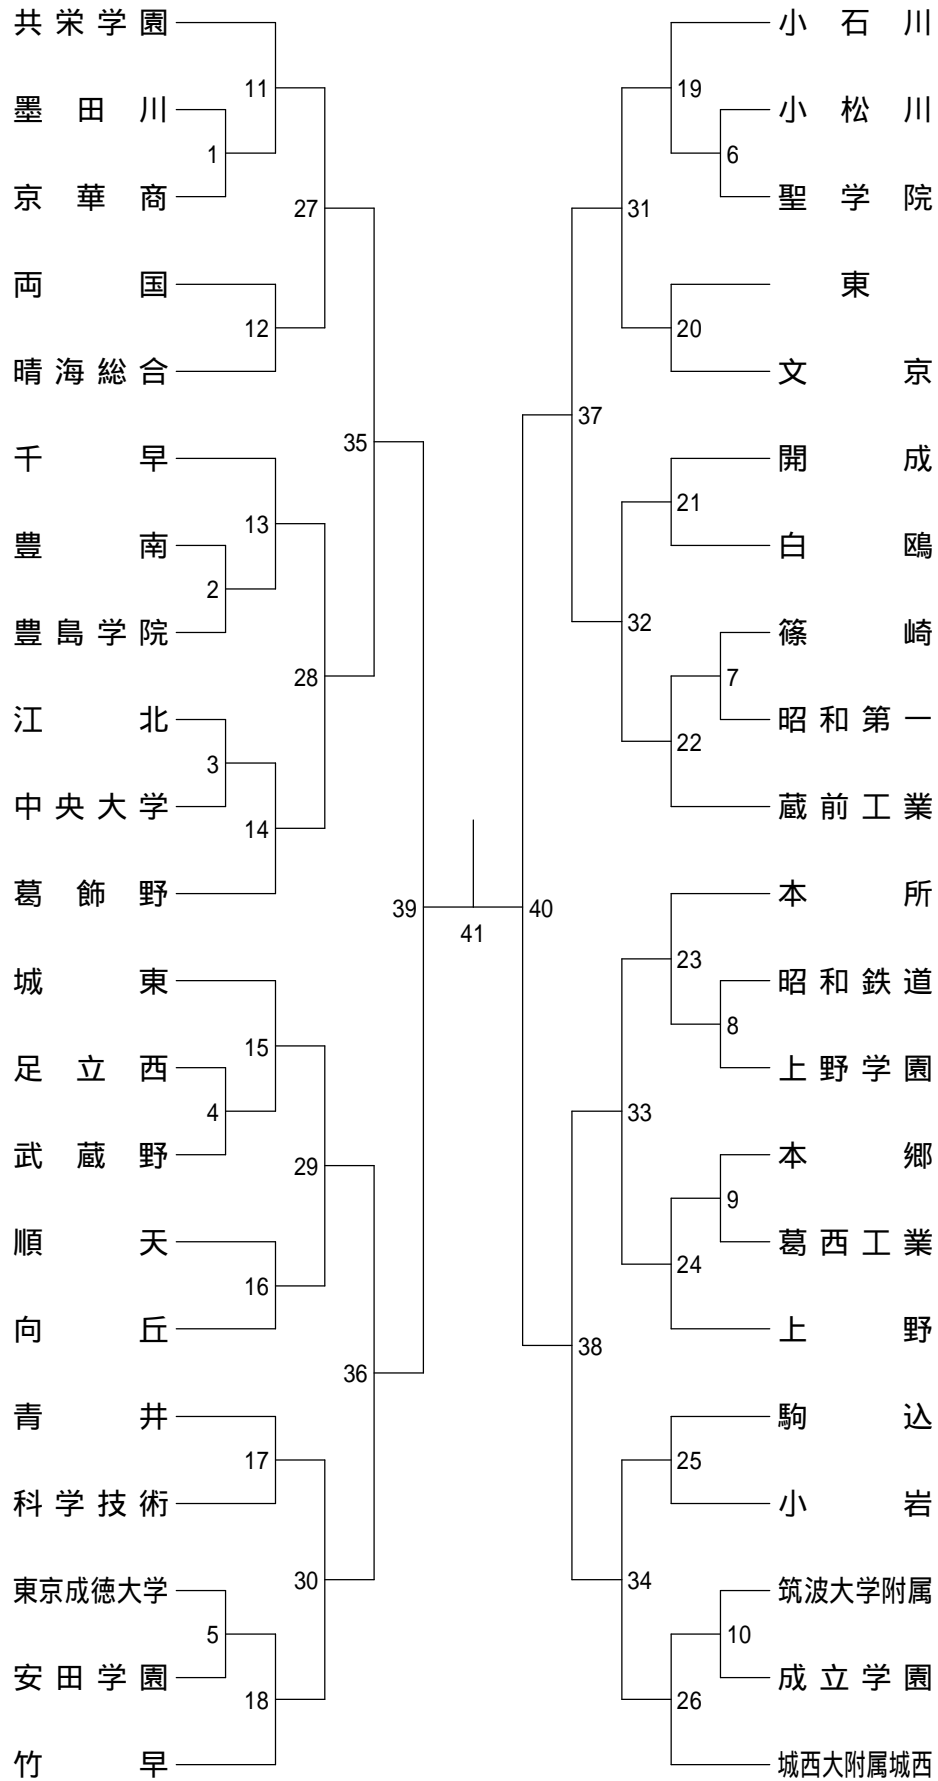 共栄学園
墨田川
京華商
両国
晴海総合
千早
豊南
豊島学院
江北
中央大学
葛飾野
城東
足立西
武蔵野
順天
向丘
青井
科学技術
東京成徳大学
安田学園
竹早
11
1
27
12
35
13
2
28
3
14
39
15
4
29
16
36
17
30
5
18
41
40
19
6
31
20
37
21
32
7
22
23
8
33
9
24
38
25
34
10
26
小石川
小松川
聖学院
東
文京
開成
白鴎
篠崎
昭和第一
蔵前工業
本所
昭和鉄道
上野学園
本郷
葛西工業
上野
駒込
小岩
筑波大学附属
成立学園
城西大附属城西